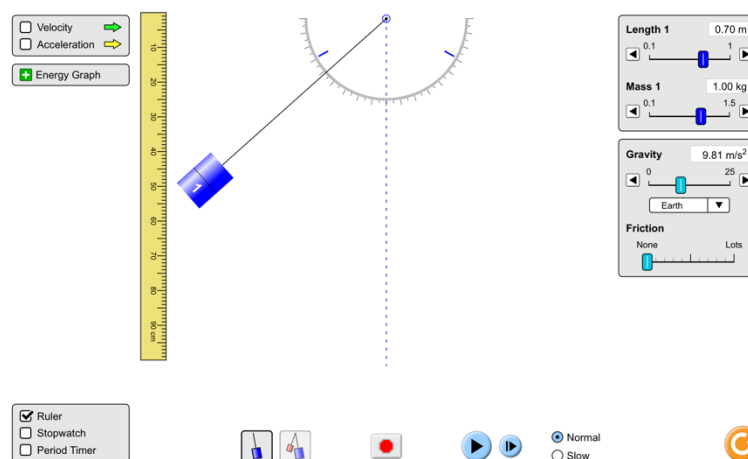 Velocity
Acceleration
Energy Graph
10
20
30
40
50
60
70
80
90 cm
1
Length 1
0.70 m
0.1
1
Mass 1
1.00 kg
0.1
1.5
Gravity
9.81 m/s²
0
25
Earth
Friction
None
Lots
Ruler
Stopwatch
Period Timer
Normal
Slow